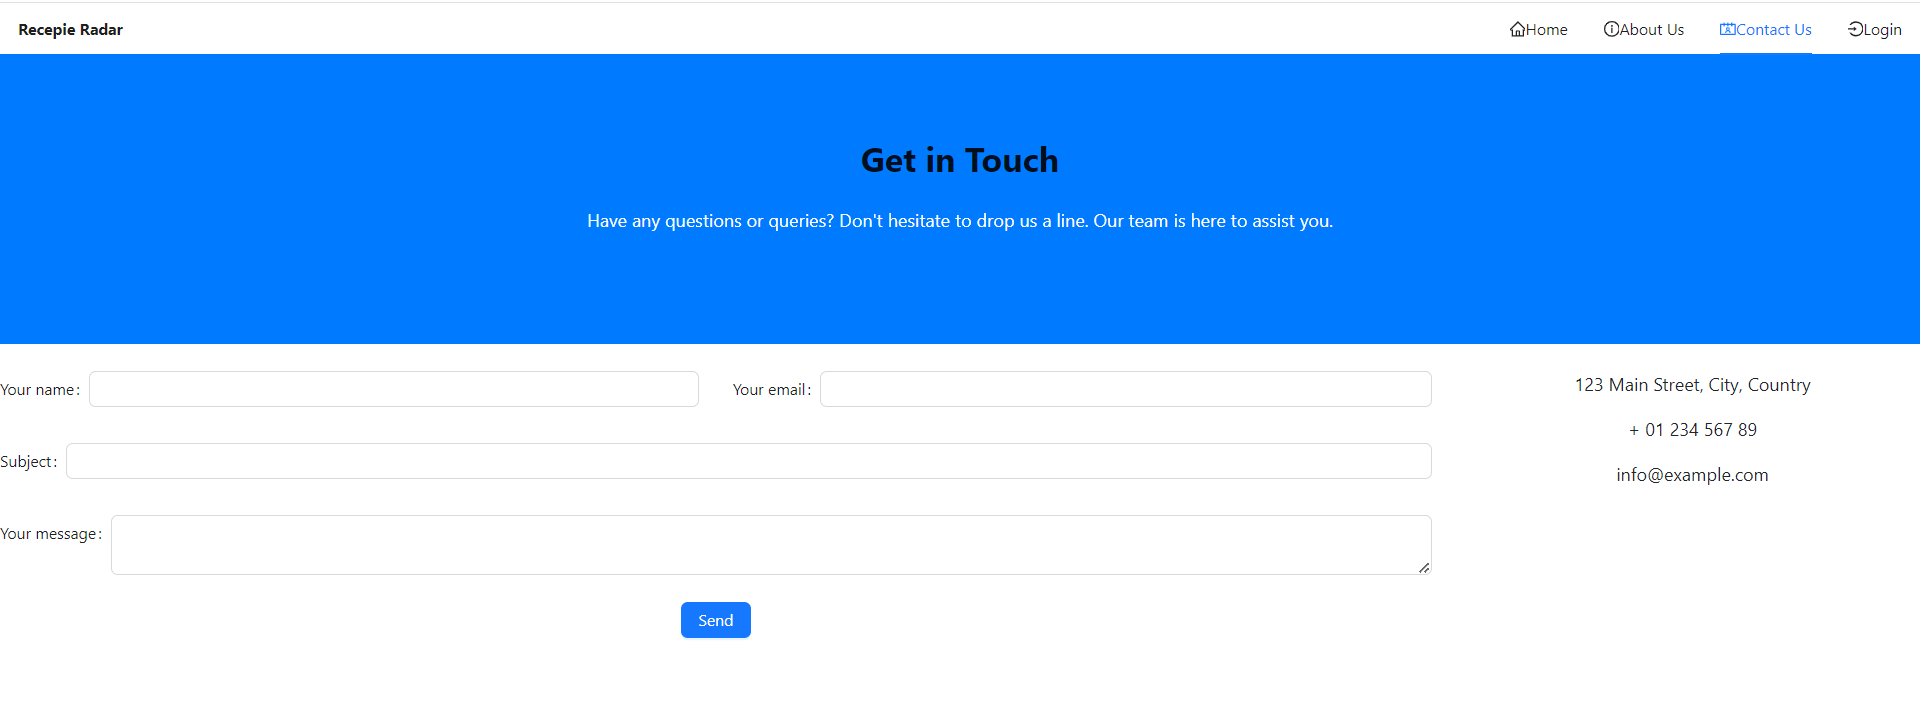 Recepie Radar
Home About Us Contact Us Login
Get in Touch
Have any questions or queries? Don't hesitate to drop us a line. Our team is here to assist you.
Your name:
Your email:
Subject:
Your message:
Send
123 Main Street, City, Country
+ 01 234 567 89
info@example.com